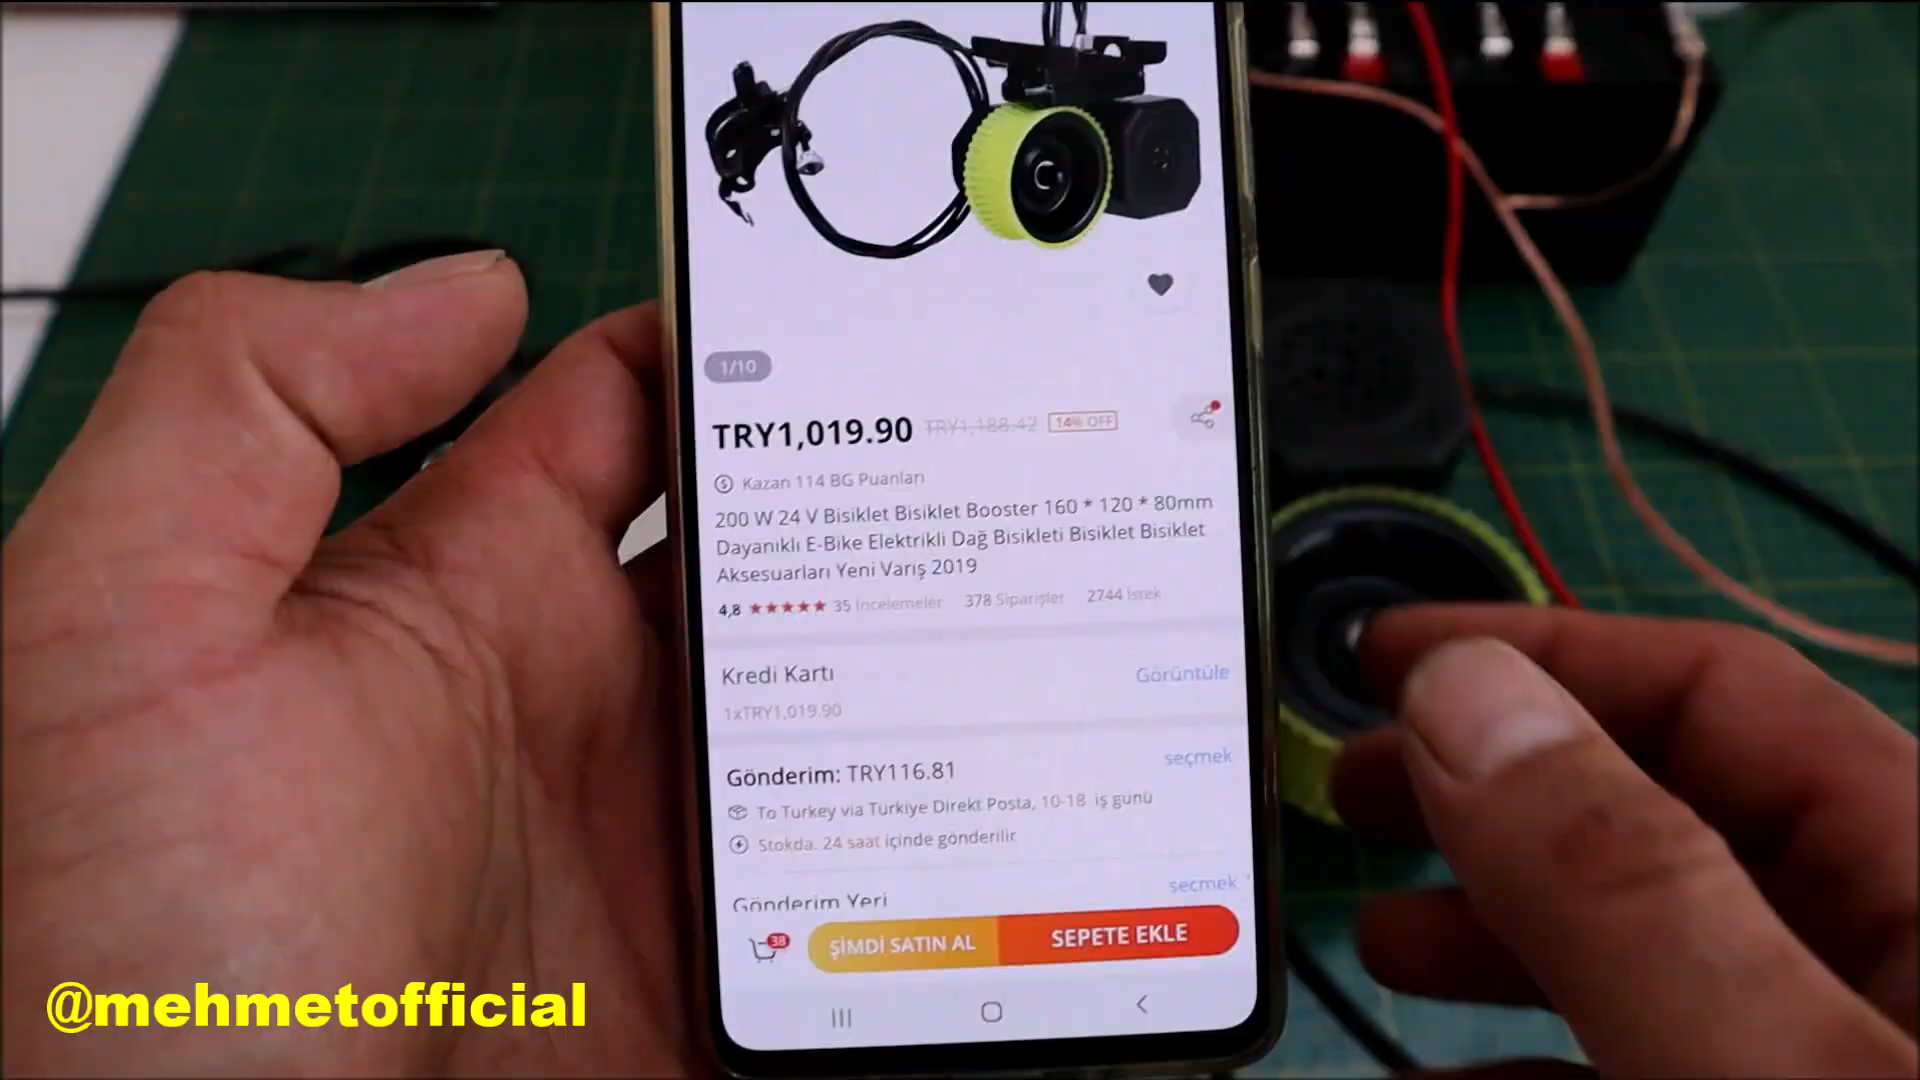 1/10
TRY1,019.90 TRY1,188.42 14% OFF
Kazan 114 BG Puanları
200 W 24 V Bisiklet Bisiklet Booster 160 * 120 * 80mm
Dayanıklı E-Bike Elektrikli Dağ Bisikleti Bisiklet Bisiklet
Aksesuarları Yeni Varış 2019
4,8 ★★★★★ 35 İncelemeler 378 Siparişler 2744 İstek
Kredi Kartı Görüntüle
1xTRY1,019.90
Gönderim: TRY116.81 seçmek
To Turkey via Türkiye Direkt Posta, 10-18 iş günü
Stokda. 24 saat içinde gönderilir.
Gönderim Yeri seçmek
38 ŞİMDİ SATIN AL SEPETE EKLE
@mehmetofficial